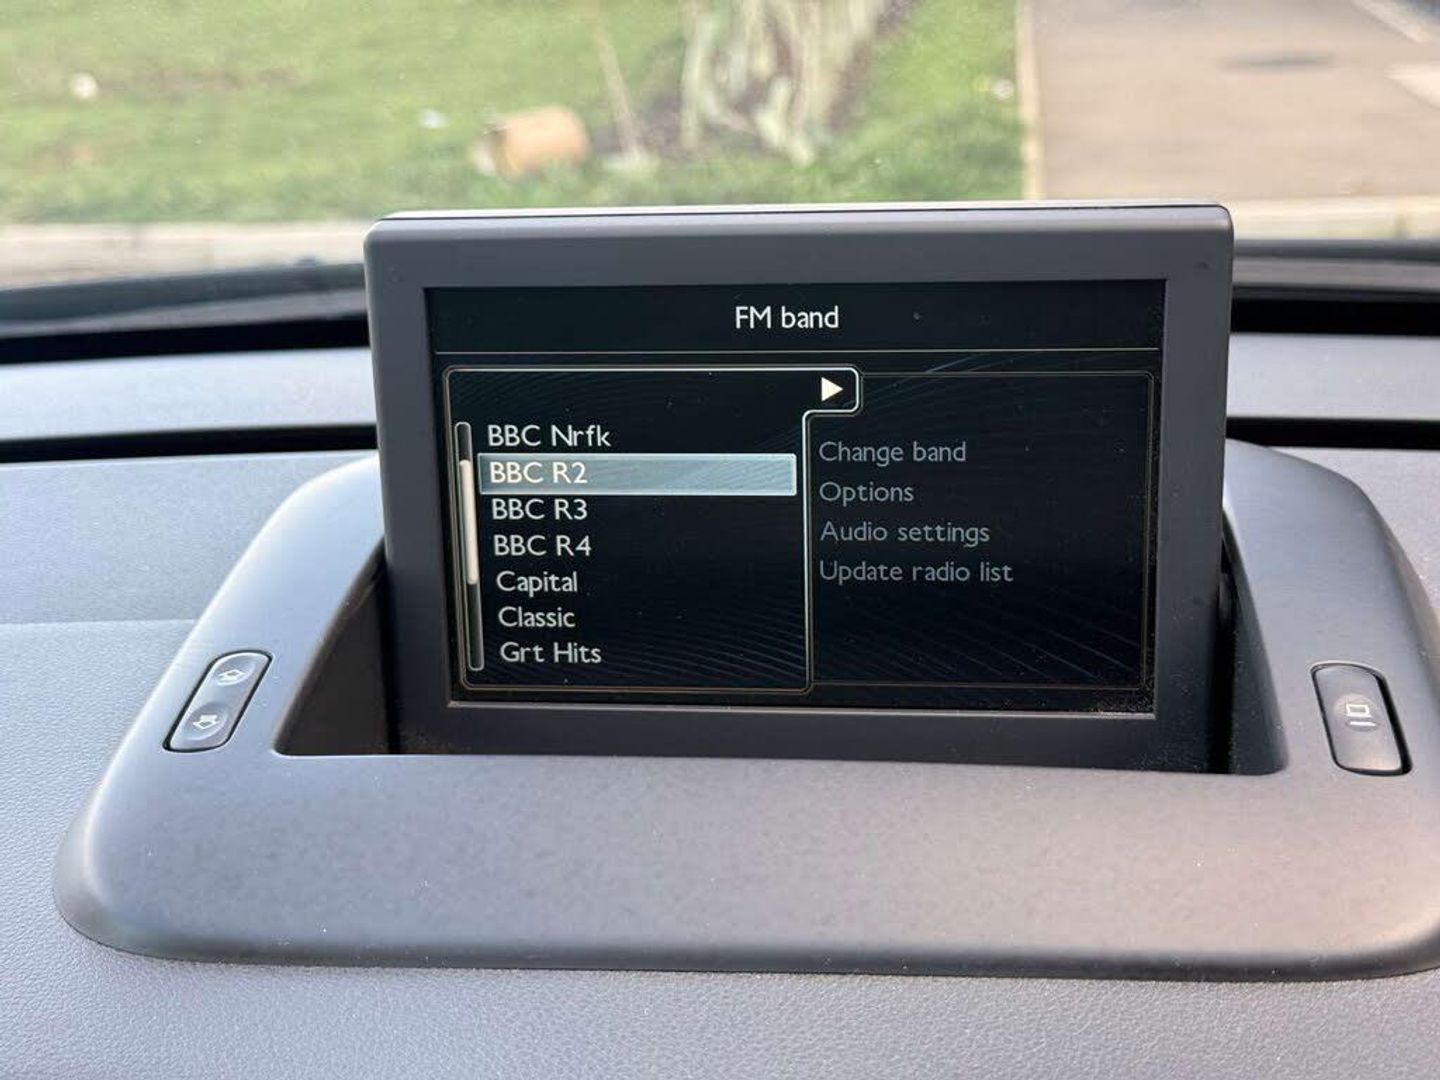 FM band
BBC Nrfk
BBC R2
BBC R3
BBC R4
Capital
Classic
Grt Hits
Change band
Options
Audio settings
Update radio list